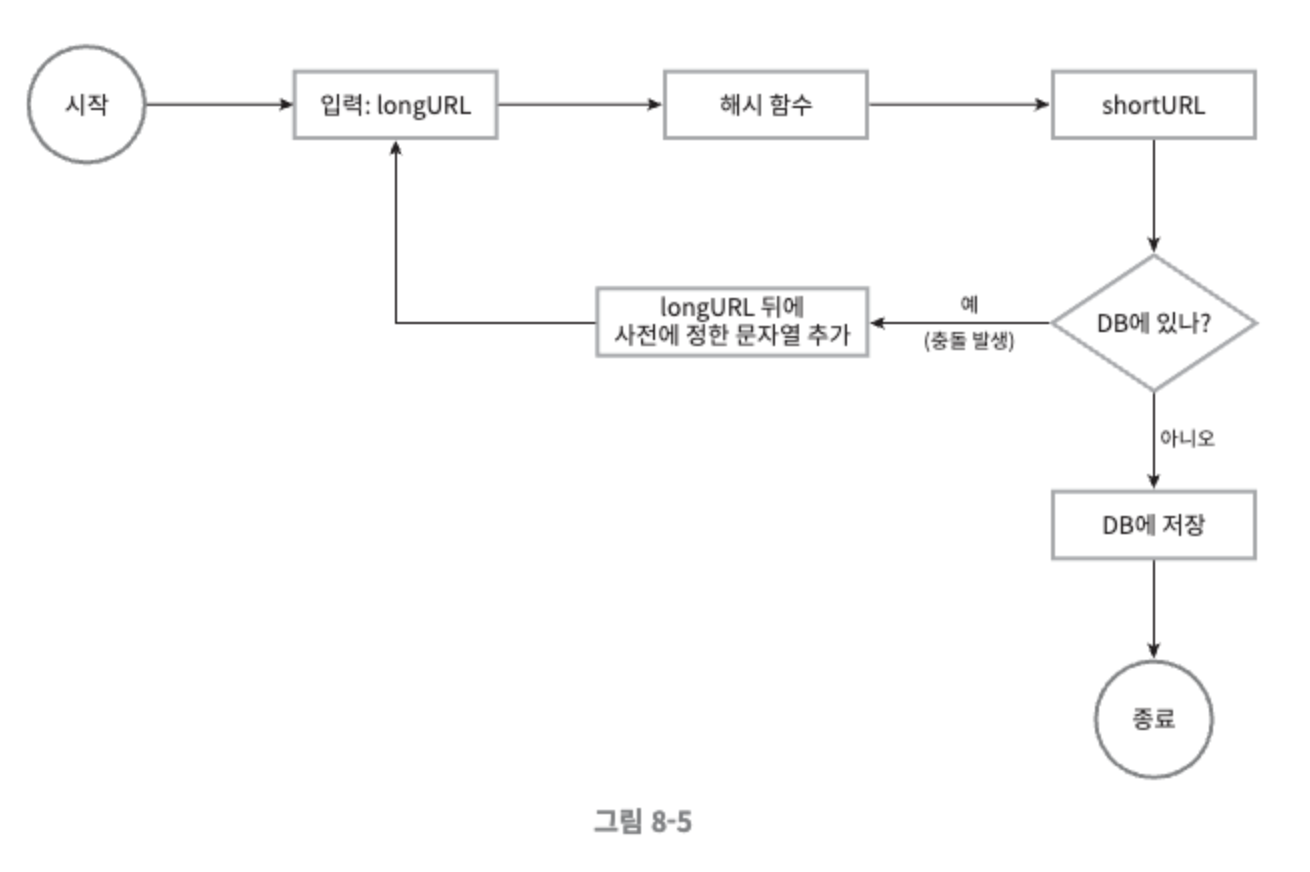 시작
입력: longURL
해시 함수
shortURL
longURL 뒤에
사전에 정한 문자열 추가
예
(충돌 발생)
DB에 있나?
아니오
DB에 저장
종료
그림 8-5